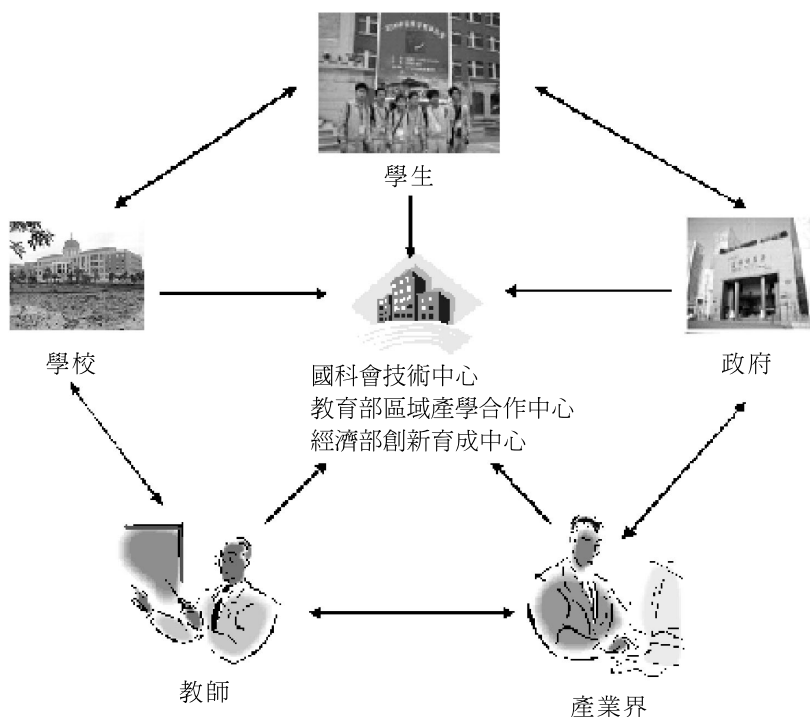 學生
學校
政府
國科會技術中心
教育部區域產學合作中心
經濟部創新育成中心
教師
產業界